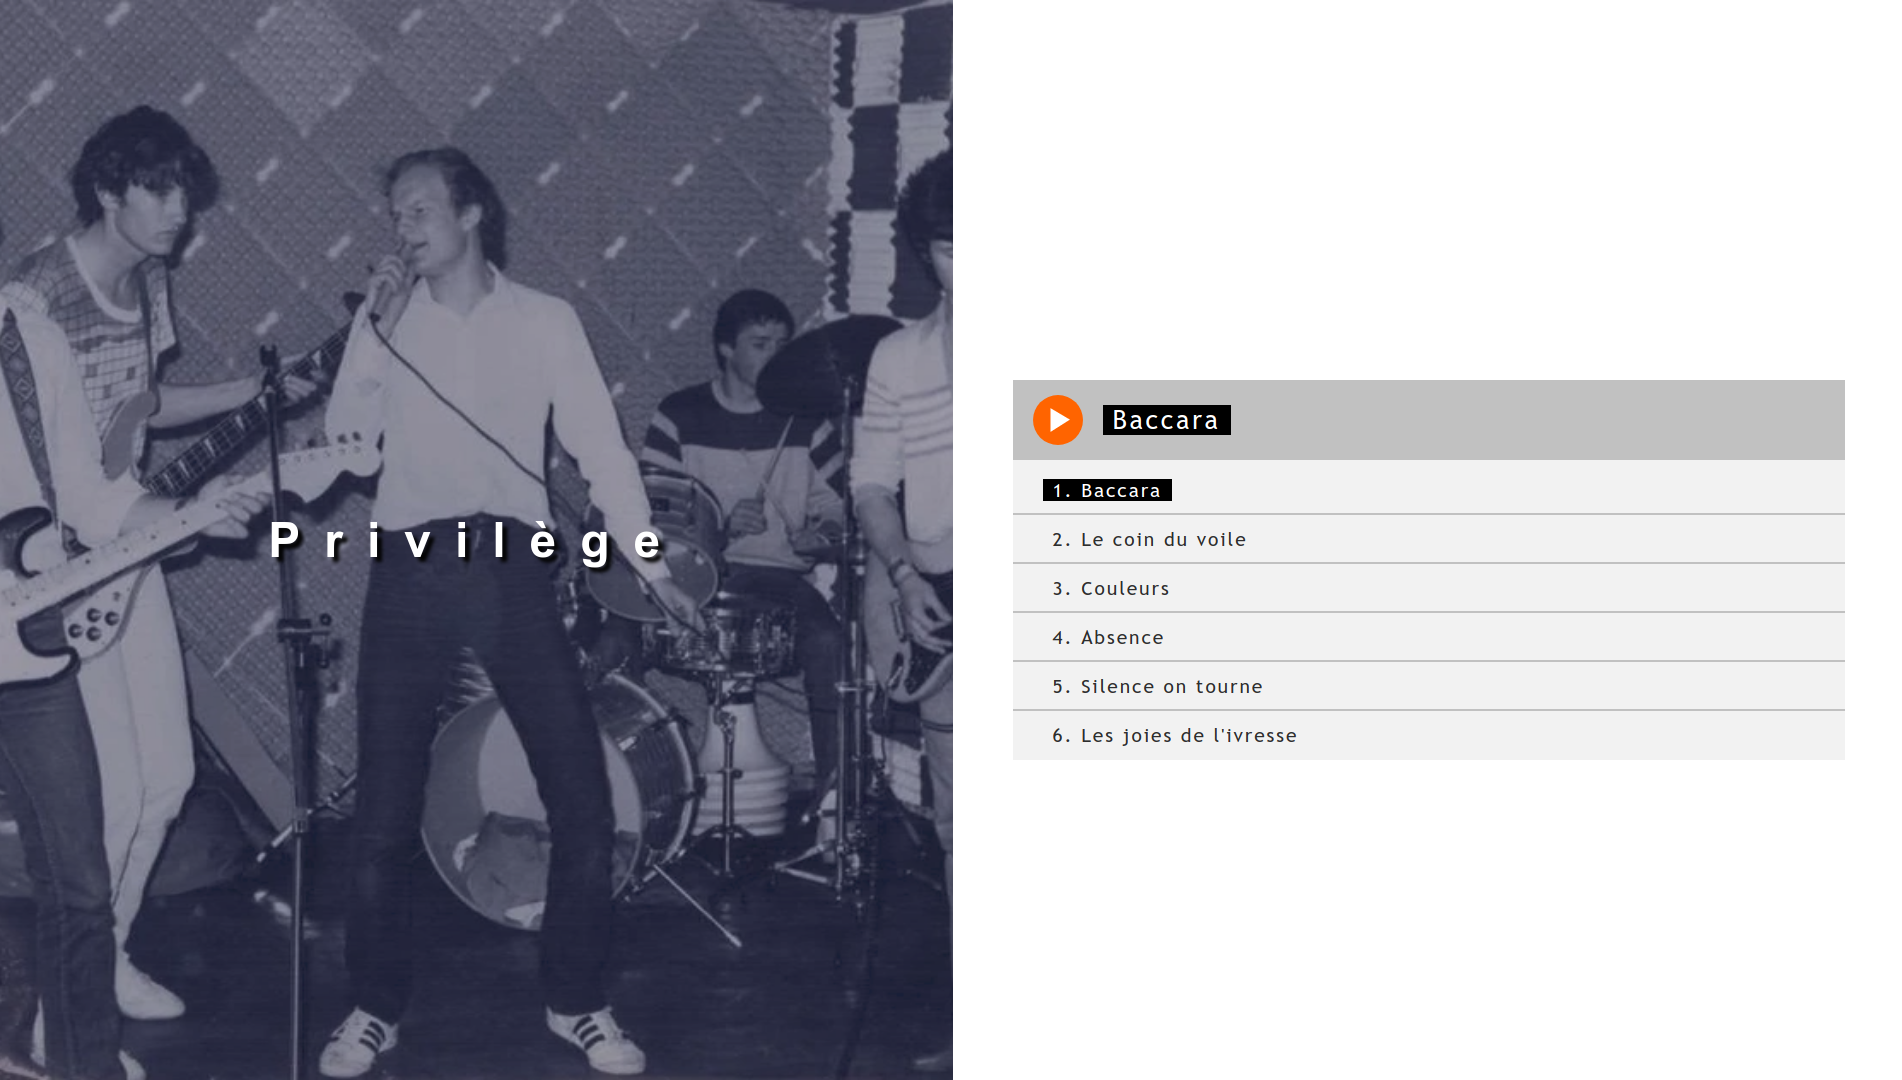 Privilège
Baccara
1. Baccara
2. Le coin du voile
3. Couleurs
4. Absence
5. Silence on tourne
6. Les joies de l'ivresse